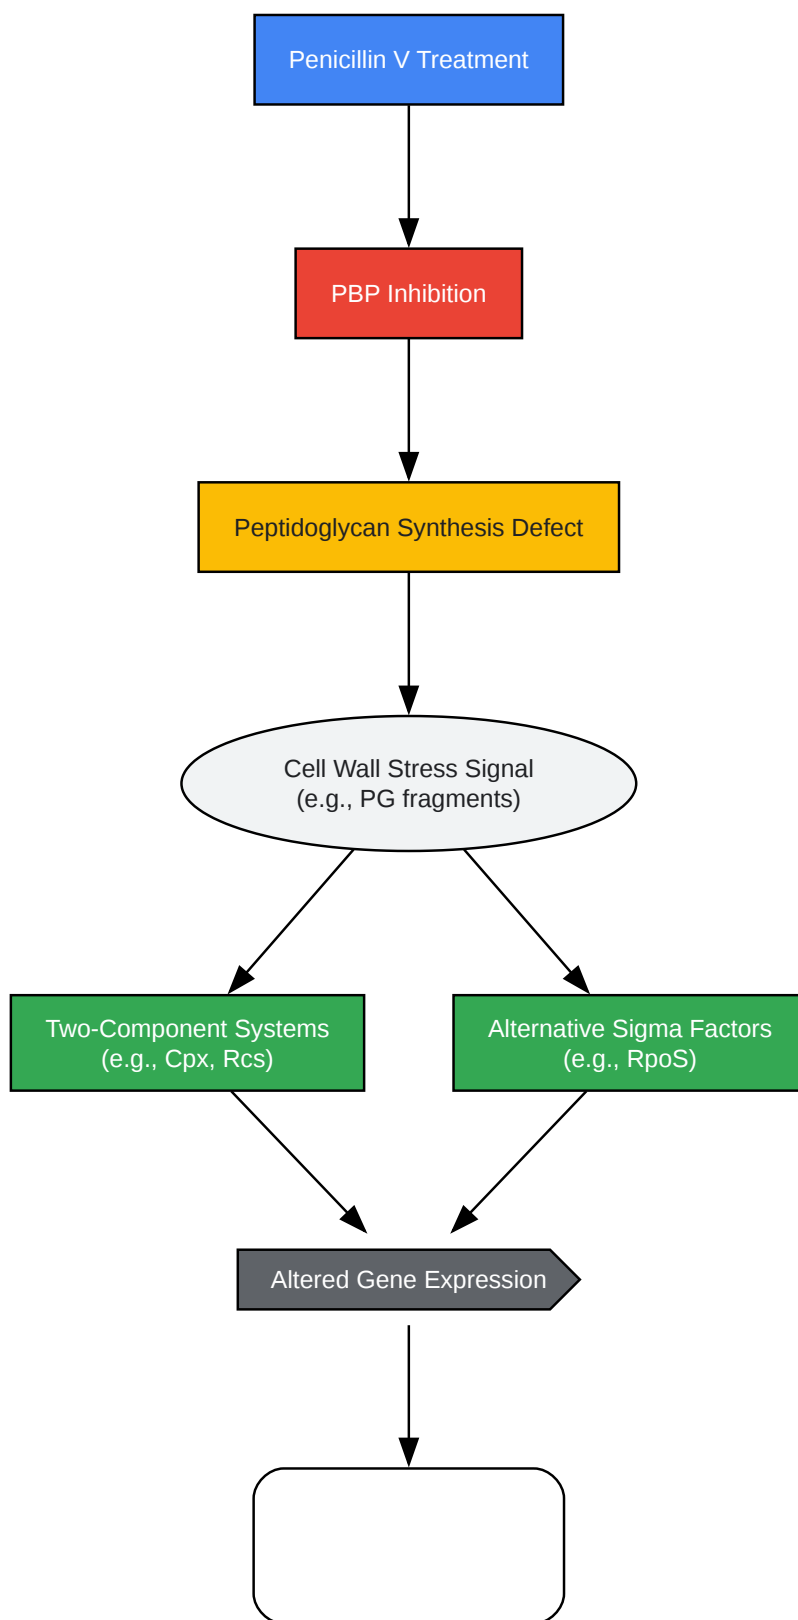 Penicillin V Treatment
PBP Inhibition
Peptidoglycan Synthesis Defect
Cell Wall Stress Signal
(e.g., PG fragments)
Two-Component Systems
(e.g., Cpx, Rcs)
Alternative Sigma Factors
(e.g., RpoS)
Altered Gene Expression